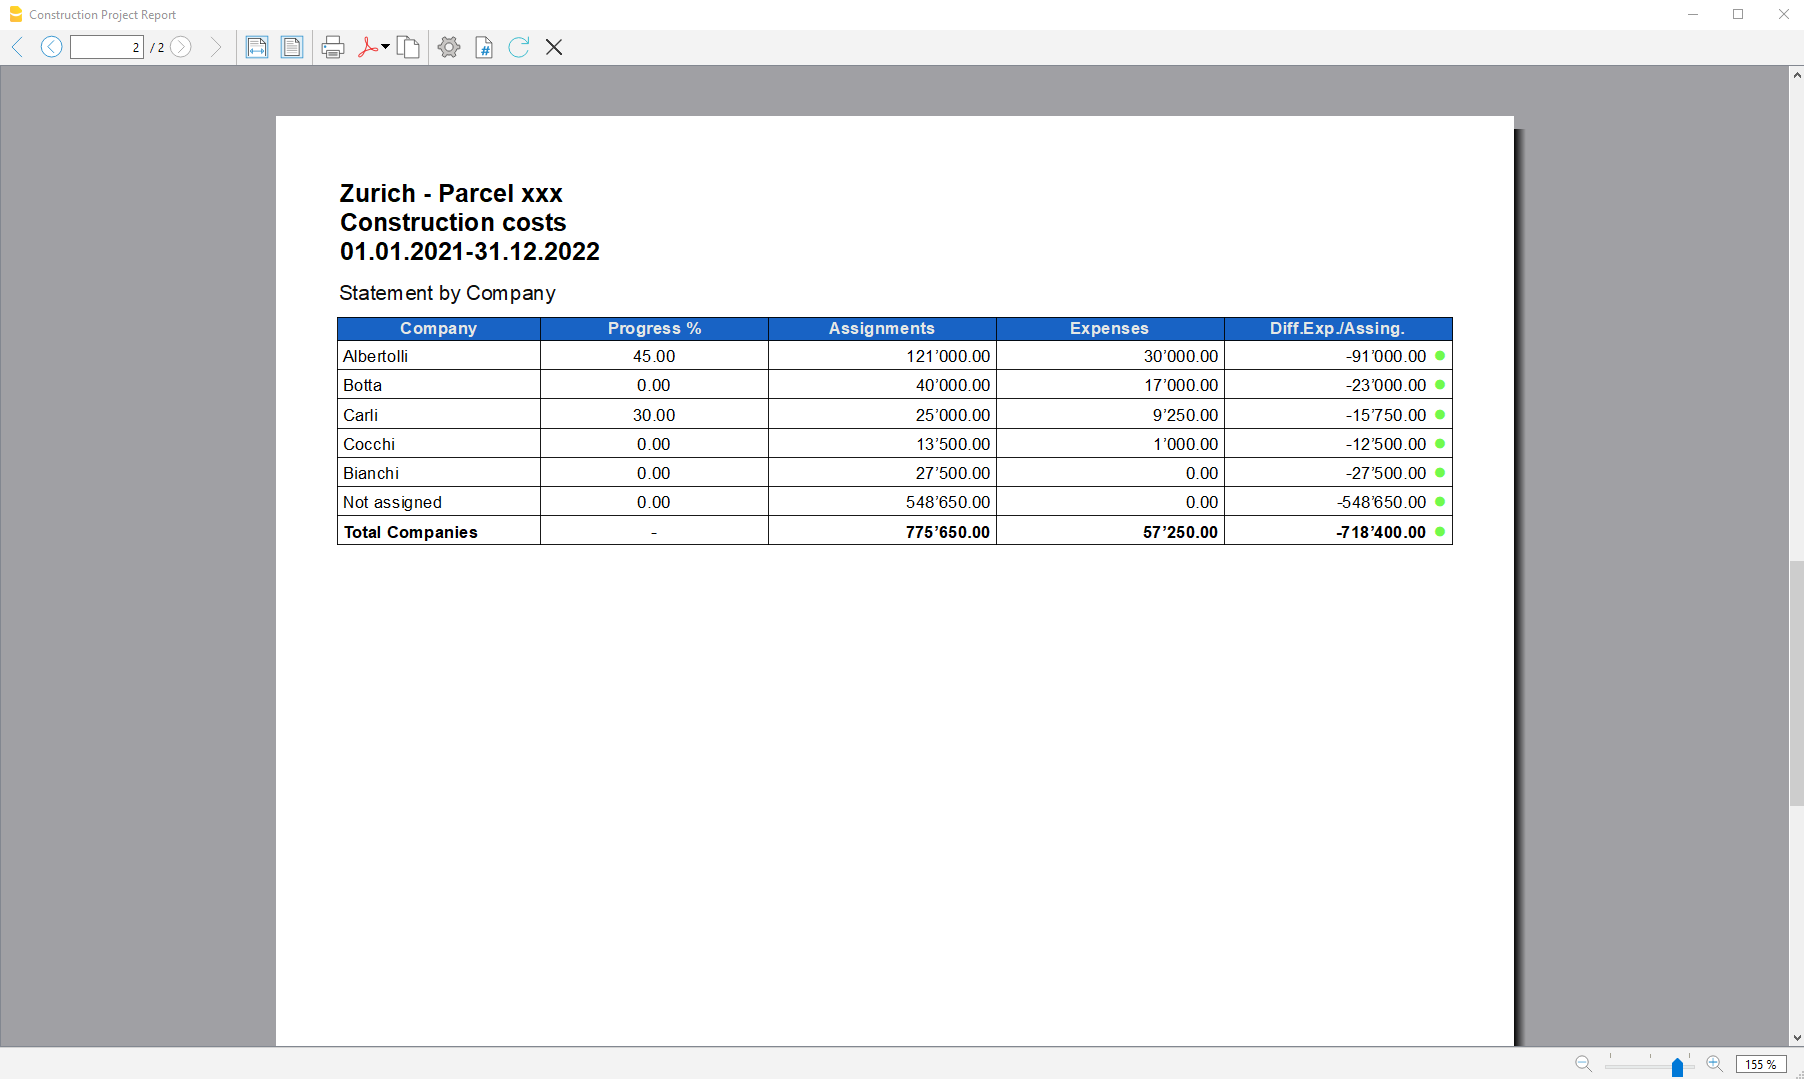 Construction Project Report
2 / 2
Zurich - Parcel xxx
Construction costs
01.01.2021-31.12.2022
Statement by Company
Company Progress % Assignments Expenses Diff.Exp./Assing.
Albertolli 45.00 121’000.00 30’000.00 -91’000.00
Botta 0.00 40’000.00 17’000.00 -23’000.00
Carli 30.00 25’000.00 9’250.00 -15’750.00
Cocchi 0.00 13’500.00 1’000.00 -12’500.00
Bianchi 0.00 27’500.00 0.00 -27’500.00
Not assigned 0.00 548’650.00 0.00 -548’650.00
Total Companies - 775’650.00 57’250.00 -718’400.00
155 %